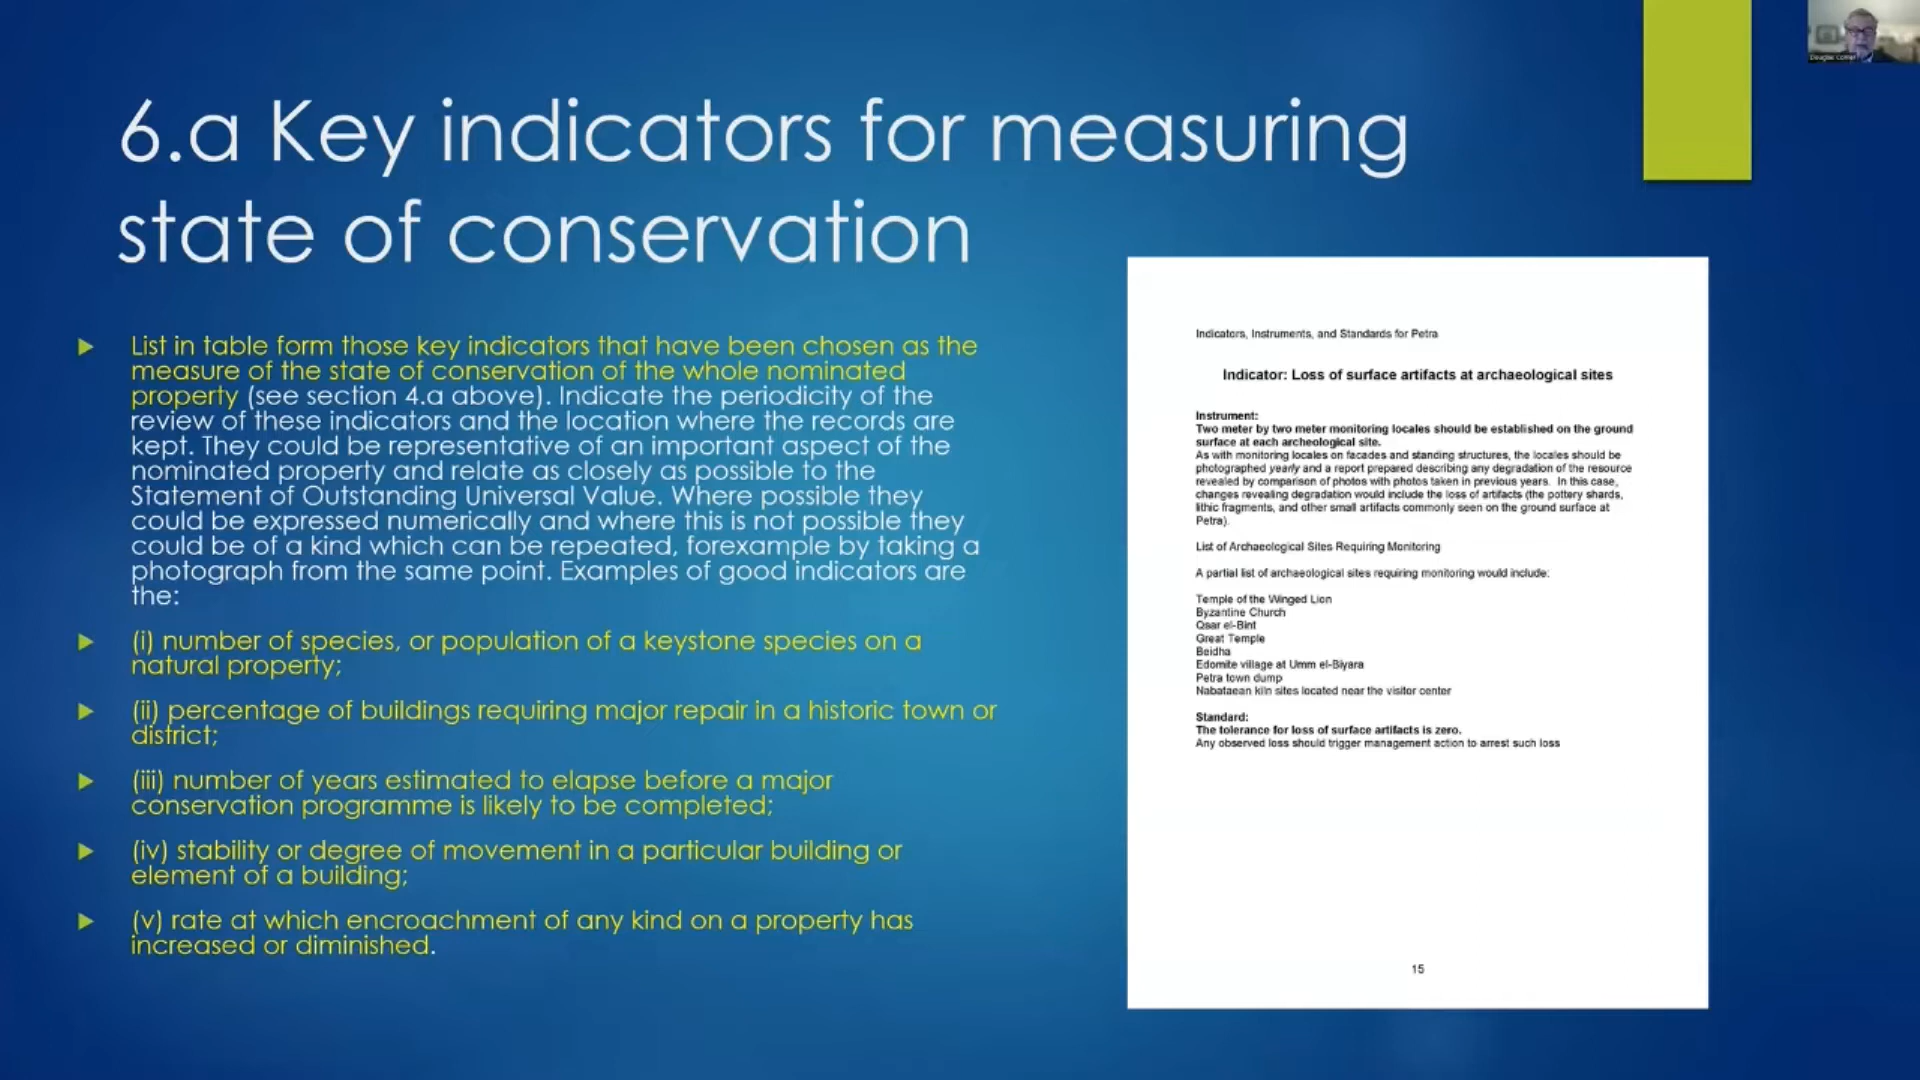 6.a Key indicators for measuring
state of conservation
List in table form those key indicators that have been chosen as the
measure of the state of conservation of the whole nominated
property (see section 4.a above). Indicate the periodicity of the
review of these indicators and the location where the records are
kept. They could be representative of an important aspect of the
nominated property and relate as closely as possible to the
Statement of Outstanding Universal Value. Where possible they
could be expressed numerically and where this is not possible they
could be of a kind which can be repeated, forexample by taking a
photograph from the same point. Examples of good indicators are
the:
(i) number of species, or population of a keystone species on a
natural property;
(ii) percentage of buildings requiring major repair in a historic town or
district;
(iii) number of years estimated to elapse before a major
conservation programme is likely to be completed;
(iv) stability or degree of movement in a particular building or
element of a building;
(v) rate at which encroachment of any kind on a property has
increased or diminished.
Indicators, Instruments, and Standards for Petra
Indicator: Loss of surface artifacts at archaeological sites
Instrument:
Two meter by two meter monitoring locales should be established on the ground
surface at each archeological site.
As with monitoring locales on facades and standing structures, the locales should be
photographed yearly and a report prepared describing any degradation of the resource
revealed by comparison of photos with photos taken in previous years. In this case,
changes revealing degradation would include the loss of artifacts (the pottery shards,
lithic fragments, and other small artifacts commonly seen on the ground surface at
Petra).
List of Archaeological Sites Requiring Monitoring
A partial list of archaeological sites requiring monitoring would include:
Temple of the Winged Lion
Byzantine Church
Qsar el-Bint
Great Temple
Beidha
Edomite village at Umm el-Biyara
Petra town dump
Nabataean kiln sites located near the visitor center
Standard:
The tolerance for loss of surface artifacts is zero.
Any observed loss should trigger management action to arrest such loss
15
Douglas